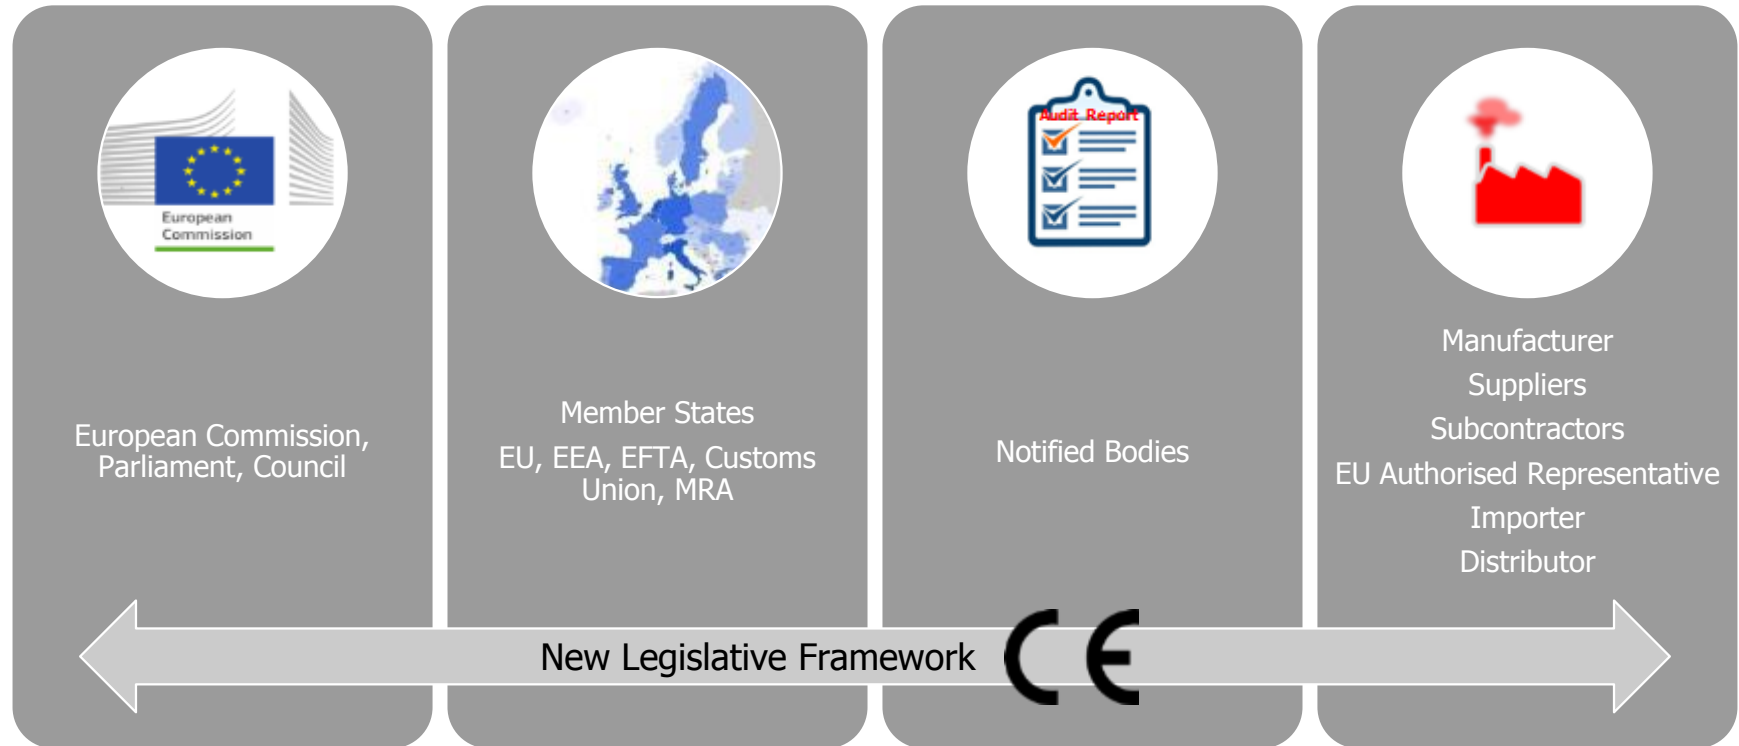 European
Commission
European Commission,
Parliament, Council
Member States
EU, EEA, EFTA, Customs
Union, MRA
Audit Report
Notified Bodies
Manufacturer
Suppliers
Subcontractors
EU Authorised Representative
Importer
Distributor
New Legislative Framework CE